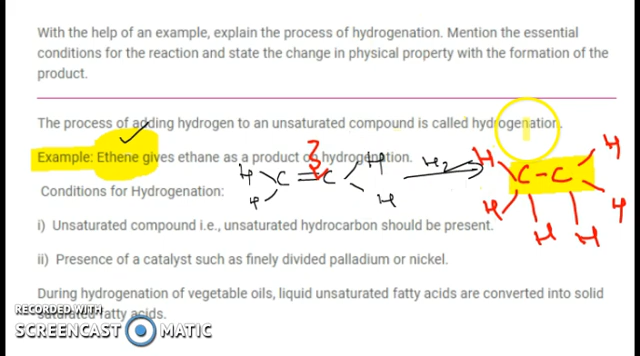 With the help of an example, explain the process of hydrogenation. Mention the essential
conditions for the reaction and state the change in physical property with the formation of the
product.
The process of adding hydrogen to an unsaturated compound is called hydrogenation.
Example: Ethene gives ethane as a product on hydrogenation.
H H H2 H H
C = C C - C
H H H H H H
Conditions for Hydrogenation:
i) Unsaturated compound i.e., unsaturated hydrocarbon should be present.
ii) Presence of a catalyst such as finely divided palladium or nickel.
During hydrogenation of vegetable oils, liquid unsaturated fatty acids are converted into solid
saturated fatty acids.
RECORDED WITH
SCREENCAST MATIC